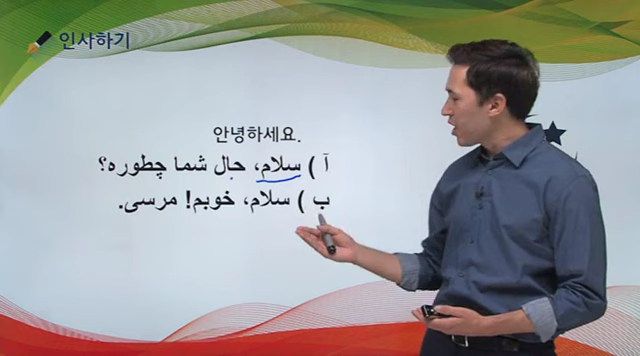 인사하기
안녕하세요.
آ ) سلام، حال شما چطوره؟
ب ) سلام، خوبم! مرسی.